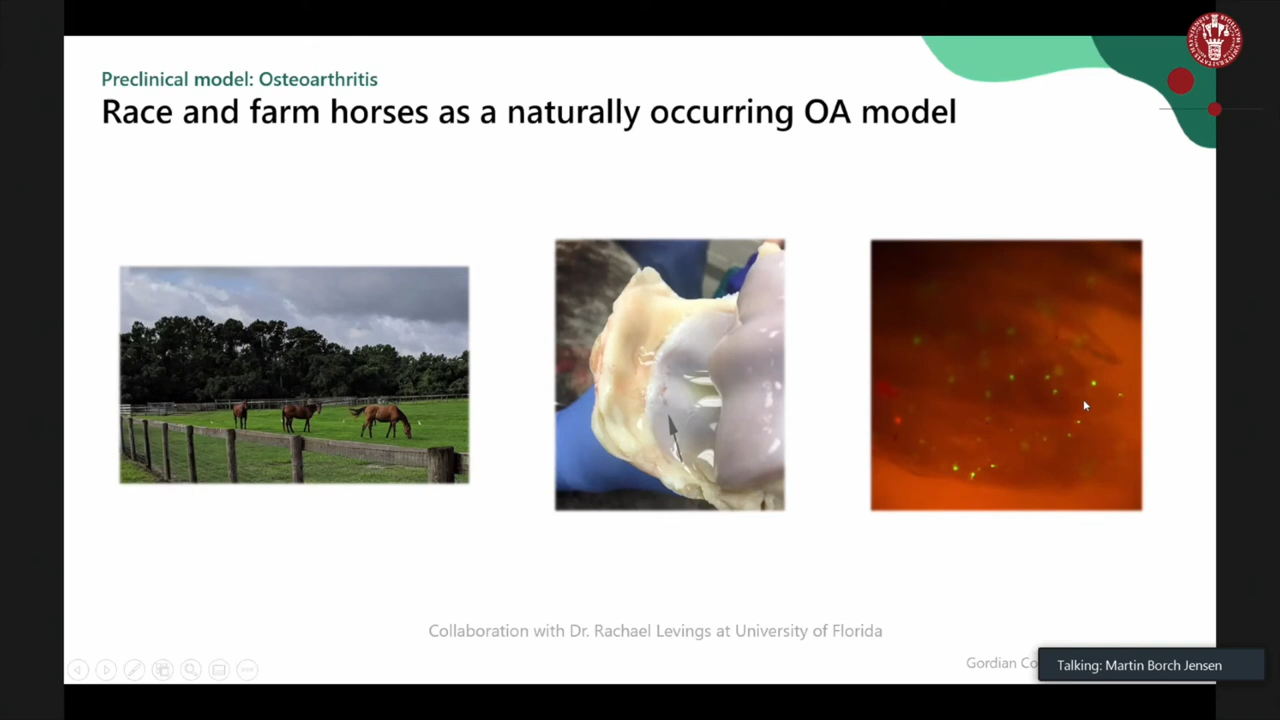 Preclinical model: Osteoarthritis
Race and farm horses as a naturally occurring OA model
Collaboration with Dr. Rachael Levings at University of Florida
Gordian Co
Talking: Martin Borch Jensen